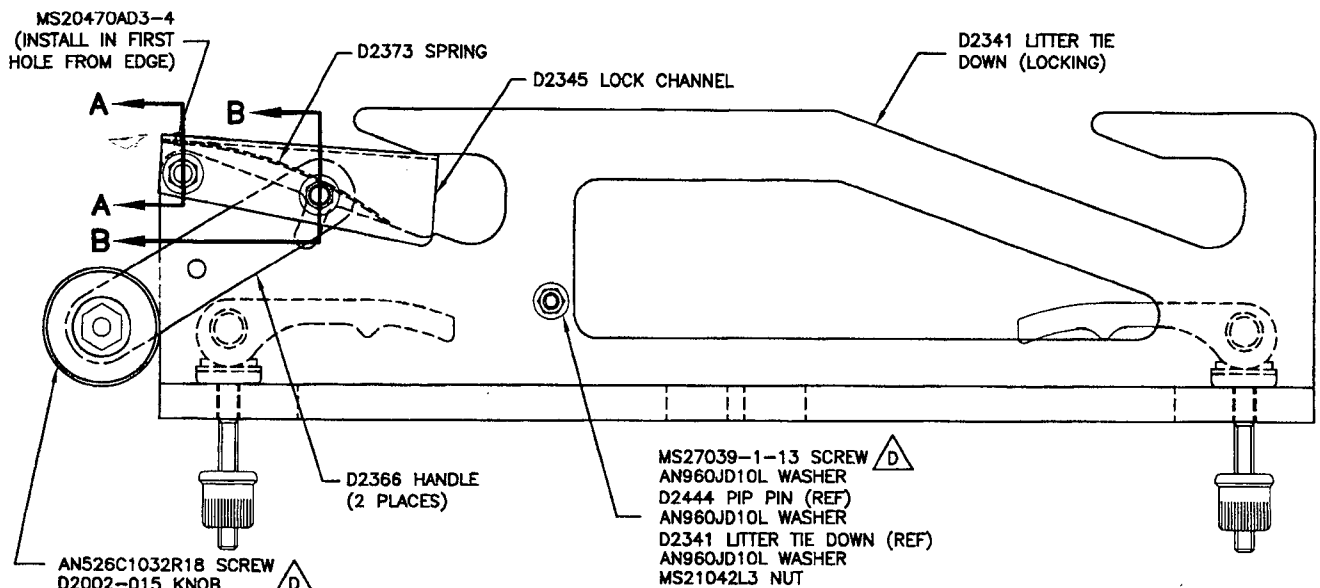 MS20470AD3-4
(INSTALL IN FIRST
HOLE FROM EDGE)
D2373 SPRING
D2345 LOCK CHANNEL
D2341 LITTER TIE
DOWN (LOCKING)
A
B
A
B
D2366 HANDLE
(2 PLACES)
MS27039-1-13 SCREW D
AN960JD10L WASHER
D2444 PIP PIN (REF)
AN960JD10L WASHER
D2341 LITTER TIE DOWN (REF)
AN960JD10L WASHER
MS21042L3 NUT
AN526C1032R18 SCREW
D2002-015 KNOB D